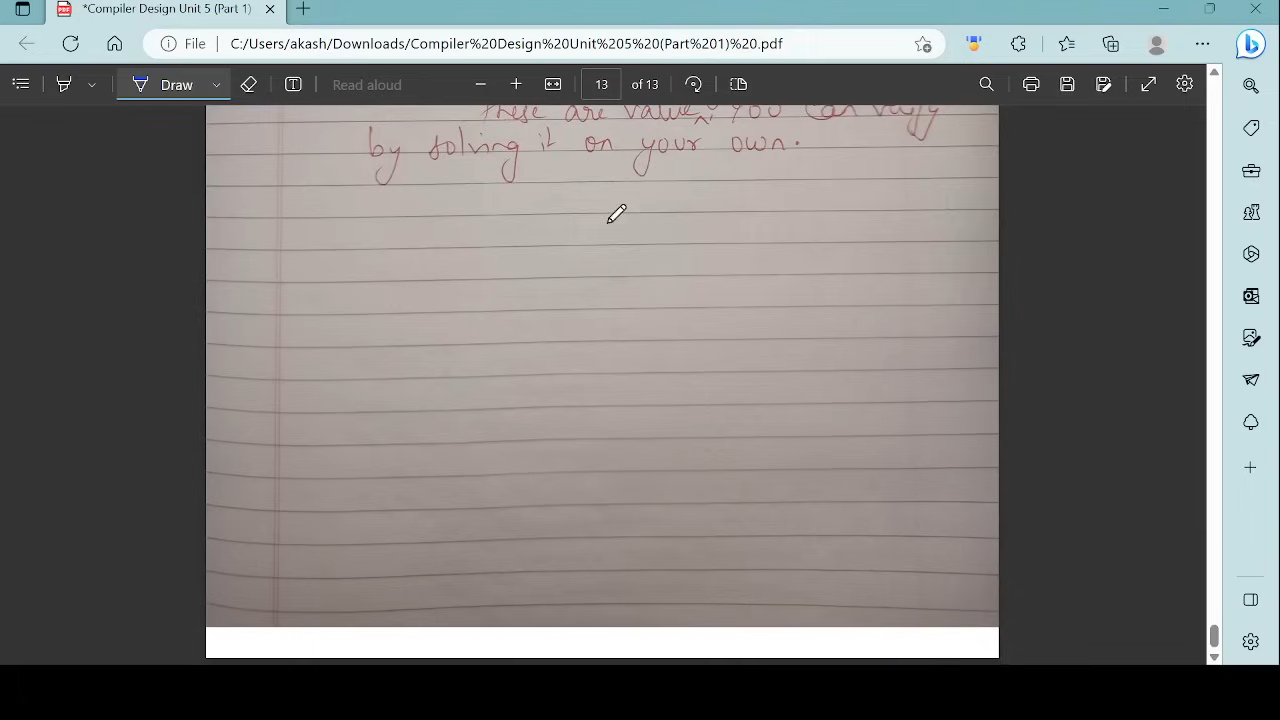 *Compiler Design Unit 5 (Part 1)
File C:/Users/akash/Downloads/Compiler%20Design%20Unit%205%20(Part%201)%20.pdf
Draw Read aloud 13 of 13
these are value. You can verify
by solving it on your own.